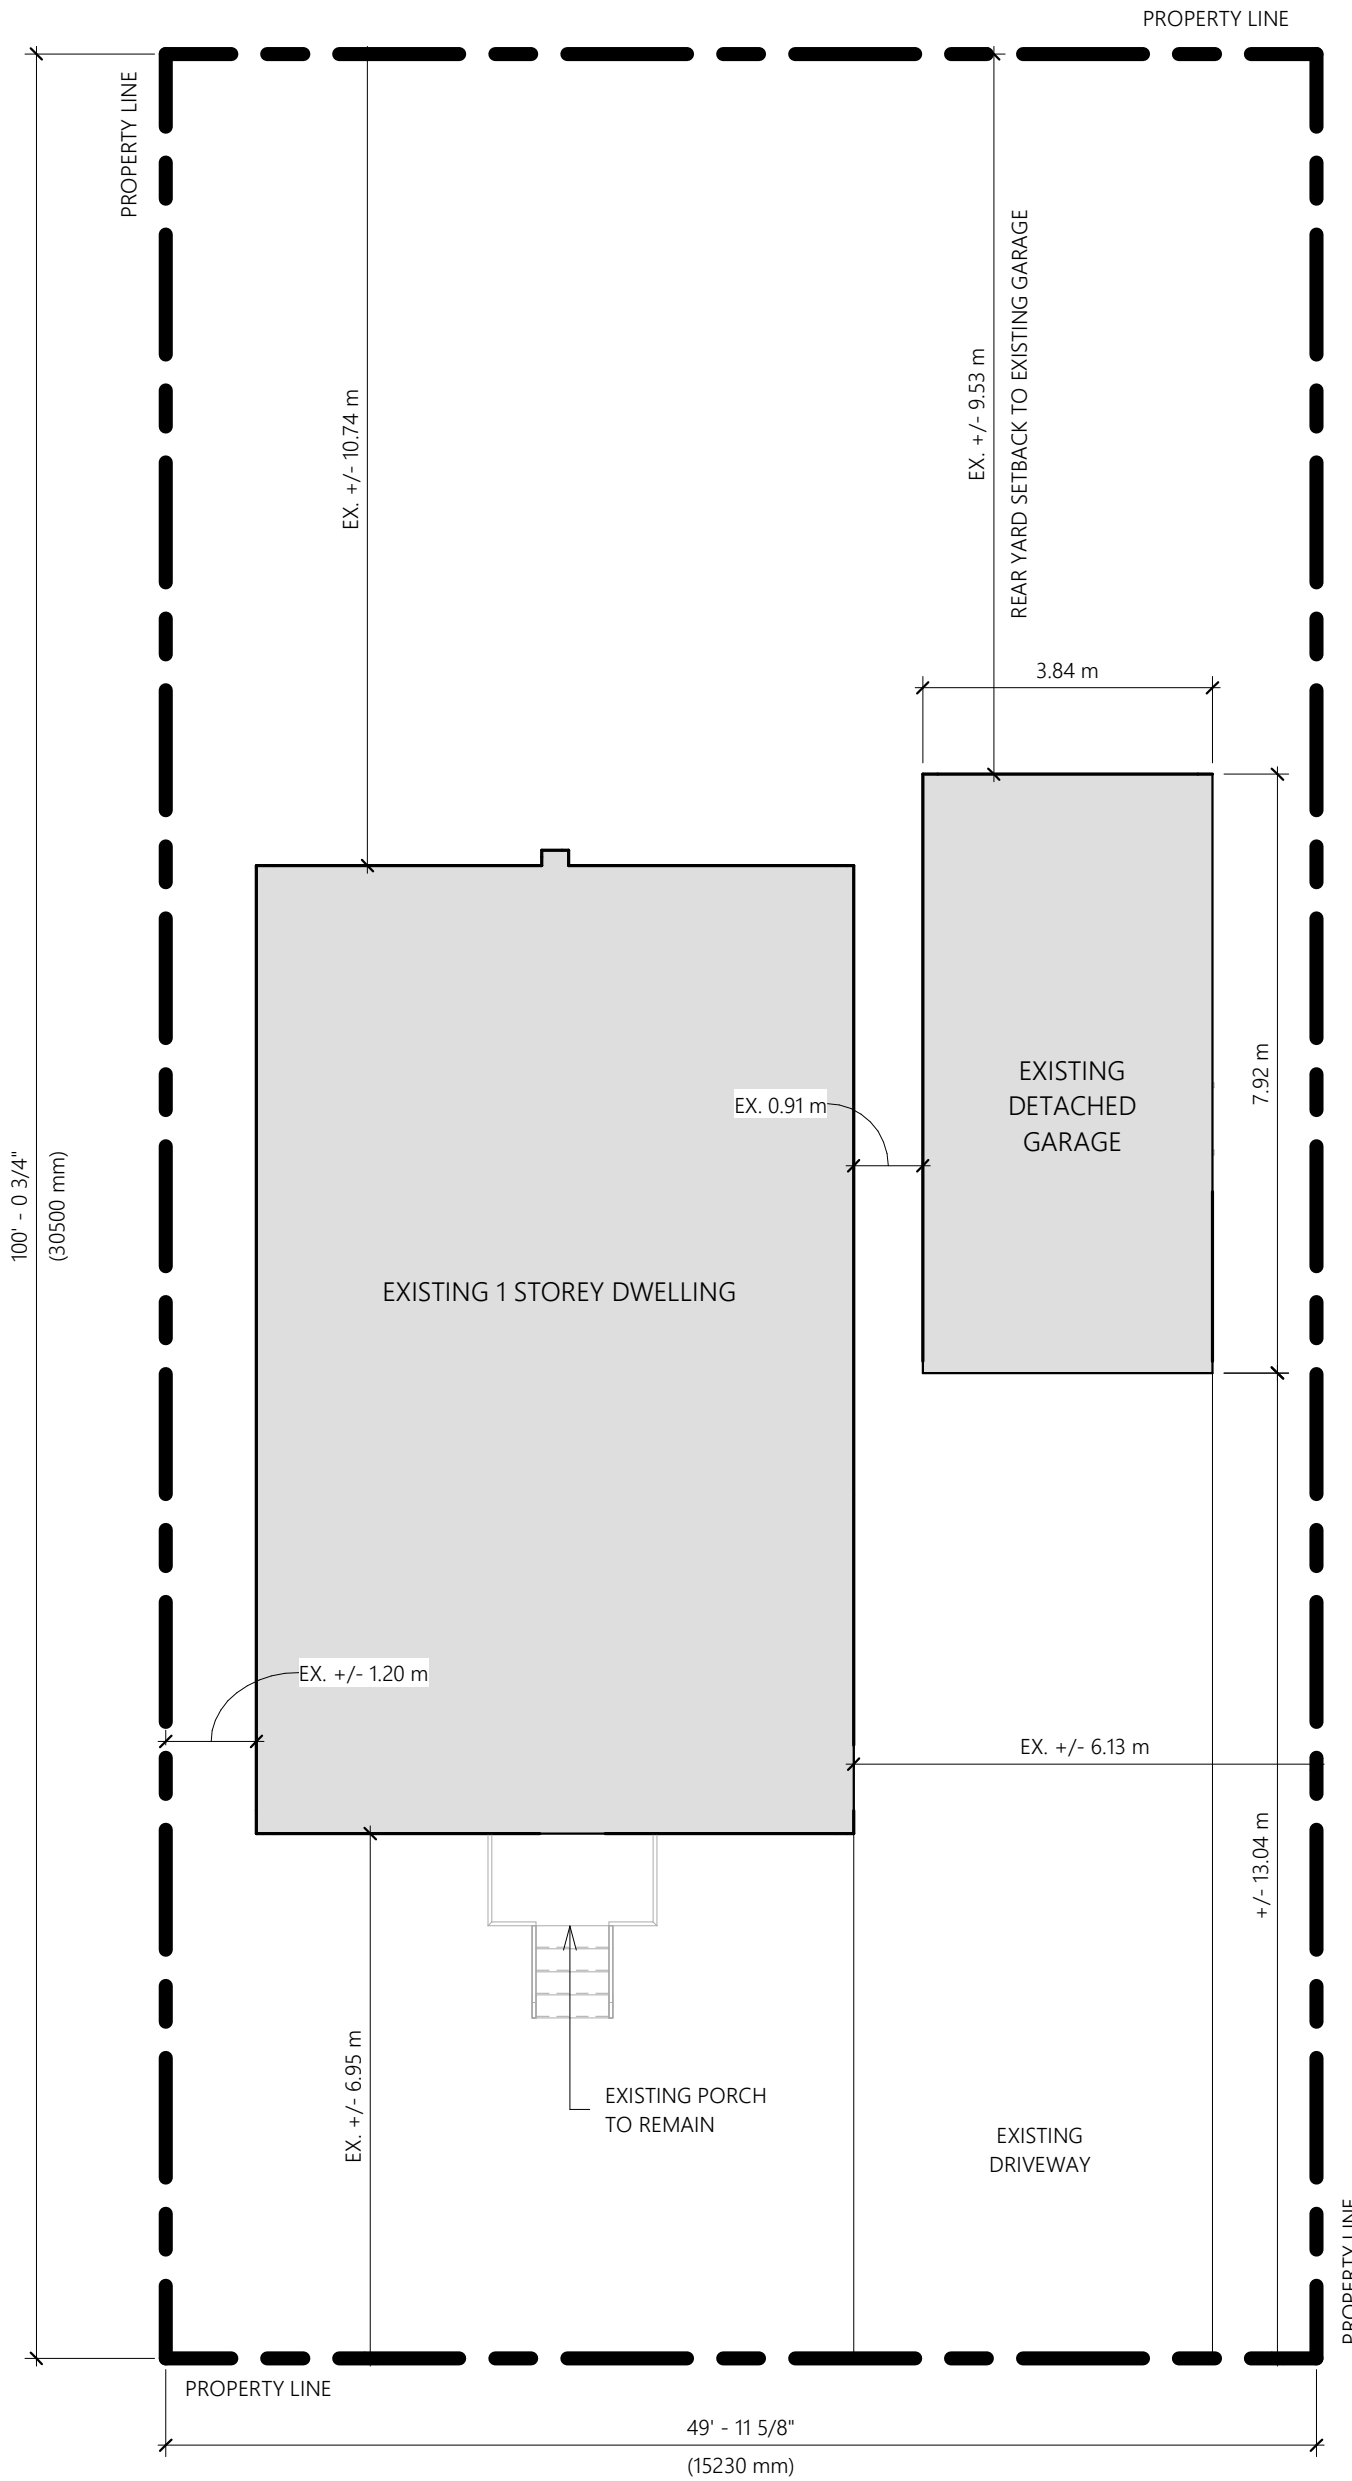 PROPERTY LINE
PROPERTY LINE
EX. +/- 10.74 m
EX. +/- 9.53 m
REAR YARD SETBACK TO EXISTING GARAGE
3.84 m
EXISTING
DETACHED
GARAGE
7.92 m
EX. 0.91 m
100' - 0 3/4"
(30500 mm)
EXISTING 1 STOREY DWELLING
EX. +/- 1.20 m
EX. +/- 6.13 m
+/- 13.04 m
EX. +/- 6.95 m
EXISTING PORCH
TO REMAIN
EXISTING
DRIVEWAY
PROPERTY LINE
PROPERTY LINE
49' - 11 5/8"
(15230 mm)